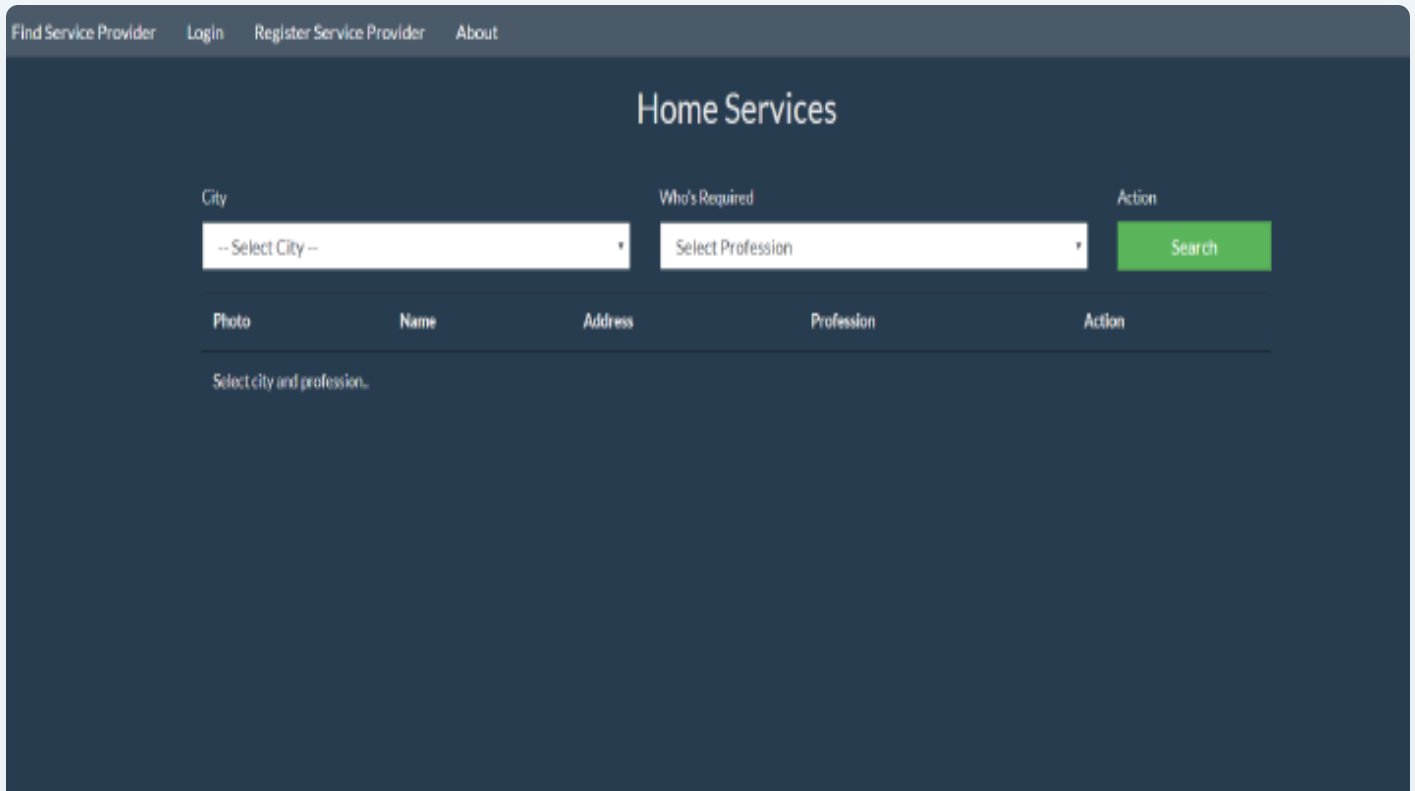 Find Service Provider Login Register Service Provider About
Home Services
City Who's Required Action
-- Select City -- Select Profession Search
Photo Name Address Profession Action
Select city and profession..